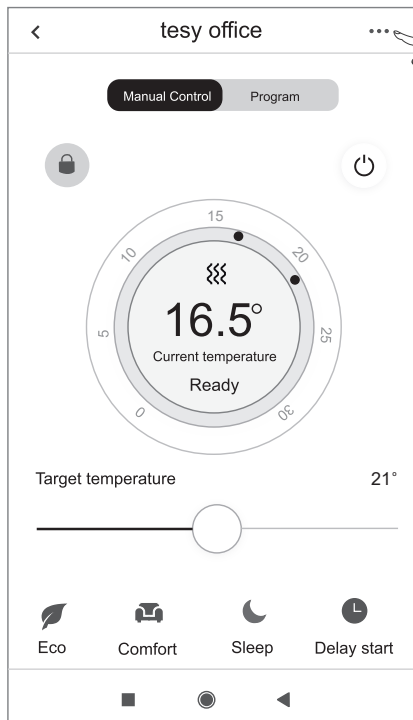 tesy office
Manual Control Program
15
10 20
5 25
0 30
16.5°
Current temperature
Ready
Target temperature 21°
Eco Comfort Sleep Delay start